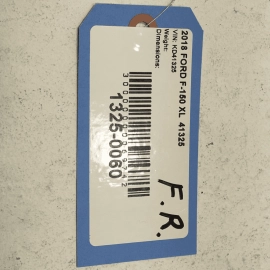 2018 FORD F-150 XL 41325
VIN: KD41325
Weight:
Dimensions:
1325-0060
F.R.